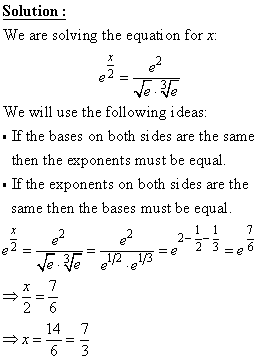 Solution :
We are solving the equation for x:
e^(x/2) = e^2/(√e · ∛e)
We will use the following ideas:
▪ If the bases on both sides are the same
then the exponents must be equal.
▪ If the exponents on both sides are the
same then the bases must be equal.
e^(x/2) = e^2/(√e · ∛e) = e^2/(e^(1/2) · e^(1/3)) = e^(2 − 1/2 − 1/3) = e^(7/6)
⇒ x/2 = 7/6
⇒ x = 14/6 = 7/3